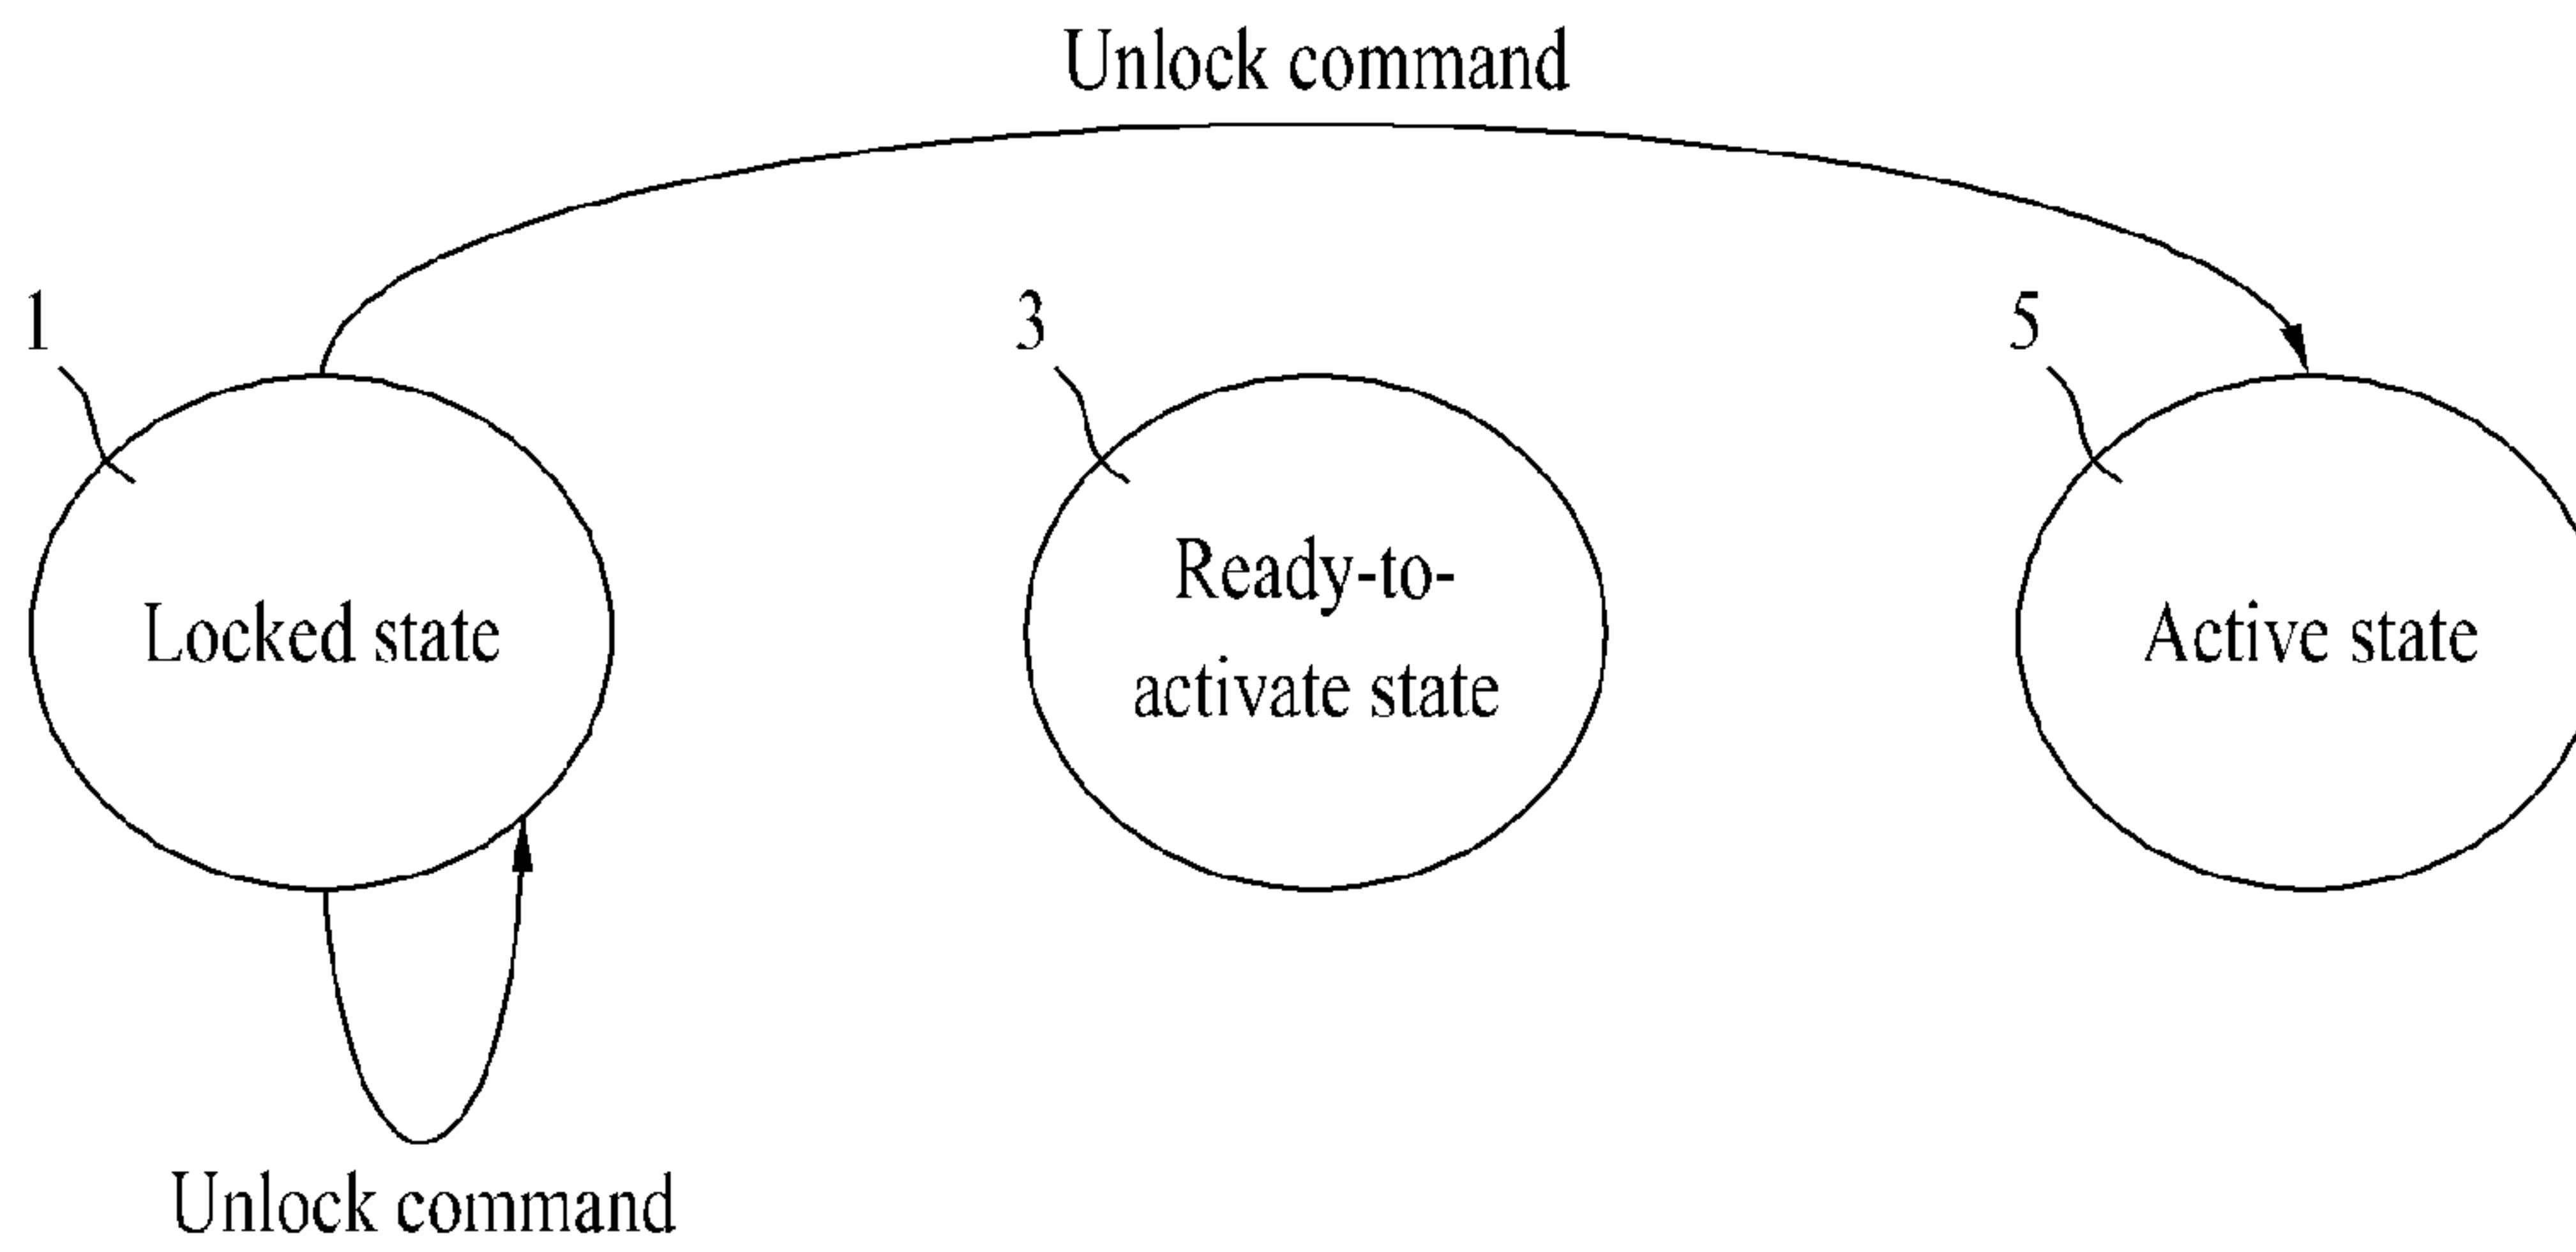 Unlock command
1
3
5
Locked state
Ready-to-
activate state
Active state
Unlock command